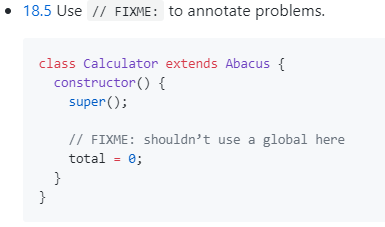 18.5 Use // FIXME: to annotate problems.
class Calculator extends Abacus {
  constructor() {
    super();

    // FIXME: shouldn’t use a global here
    total = 0;
  }
}